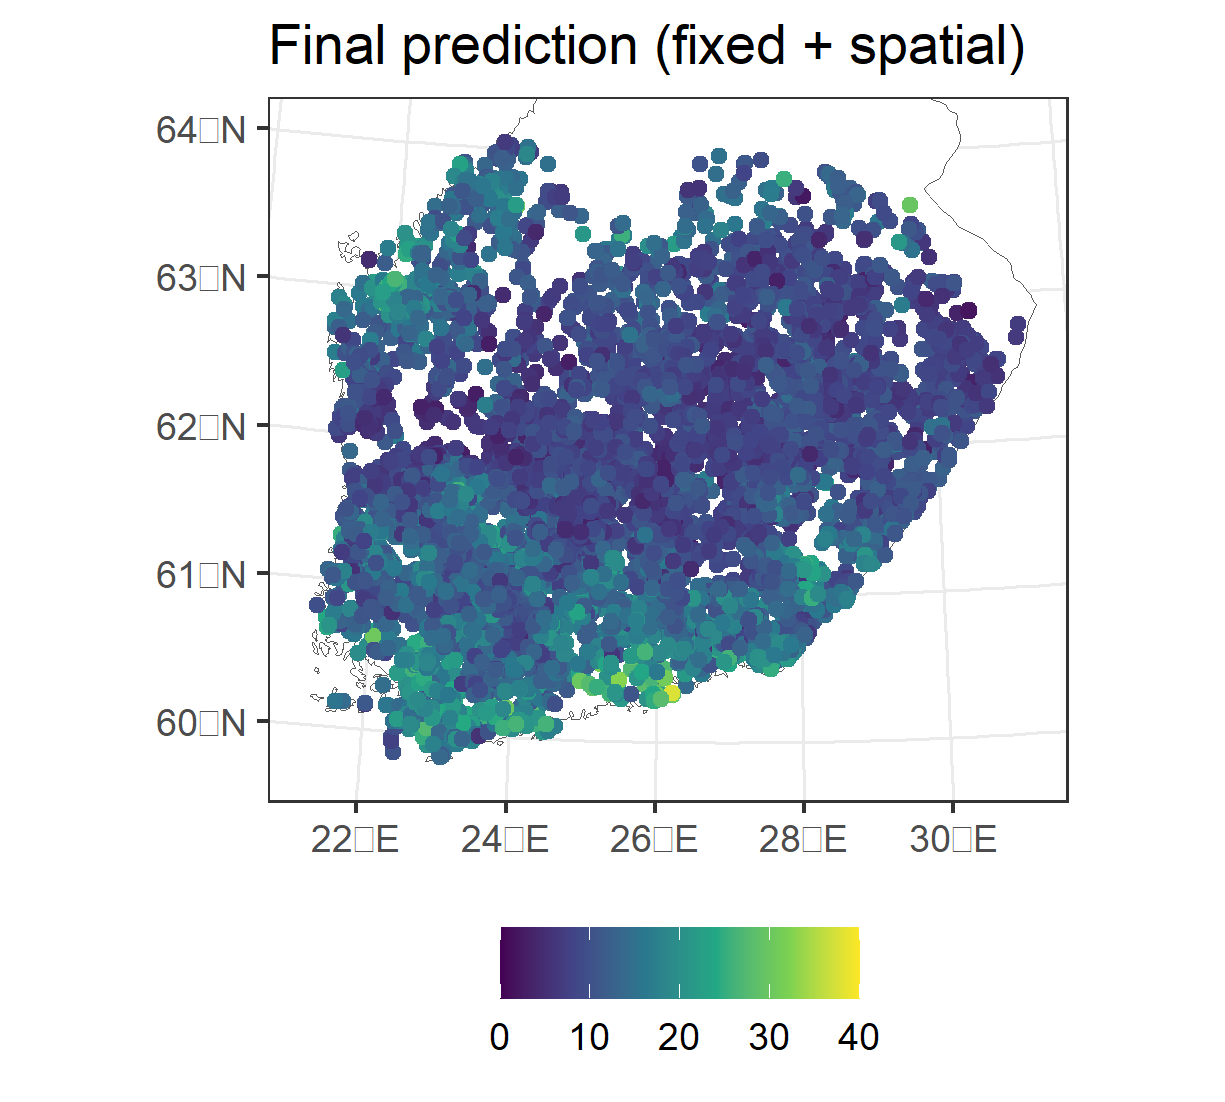 Final prediction (fixed + spatial)
64□N
63□N
62□N
61□N
60□N
22□E 24□E 26□E 28□E 30□E
0 10 20 30 40